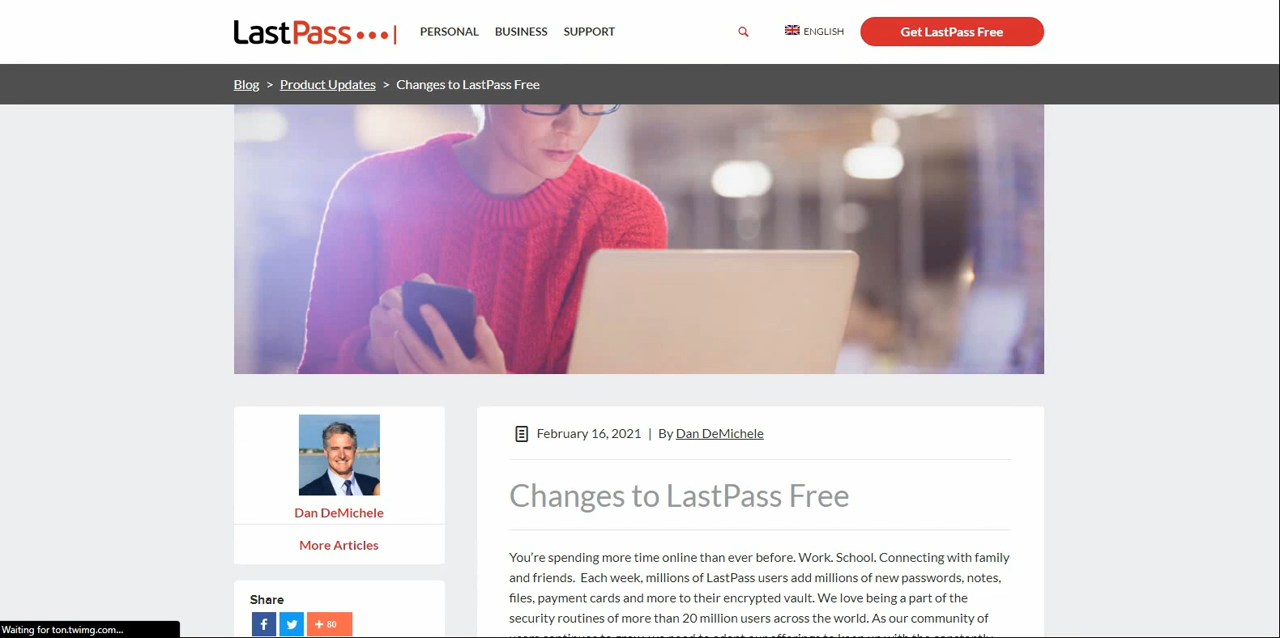 LastPass
PERSONAL BUSINESS SUPPORT
ENGLISH
Get LastPass Free
Blog > Product Updates > Changes to LastPass Free
Dan DeMichele
More Articles
Share
80
February 16, 2021 | By Dan DeMichele
Changes to LastPass Free
You're spending more time online than ever before. Work. School. Connecting with family
and friends. Each week, millions of LastPass users add millions of new passwords, notes,
files, payment cards and more to their encrypted vault. We love being a part of the
security routines of more than 20 million users across the world. As our community of
Waiting for ton.twimg.com...